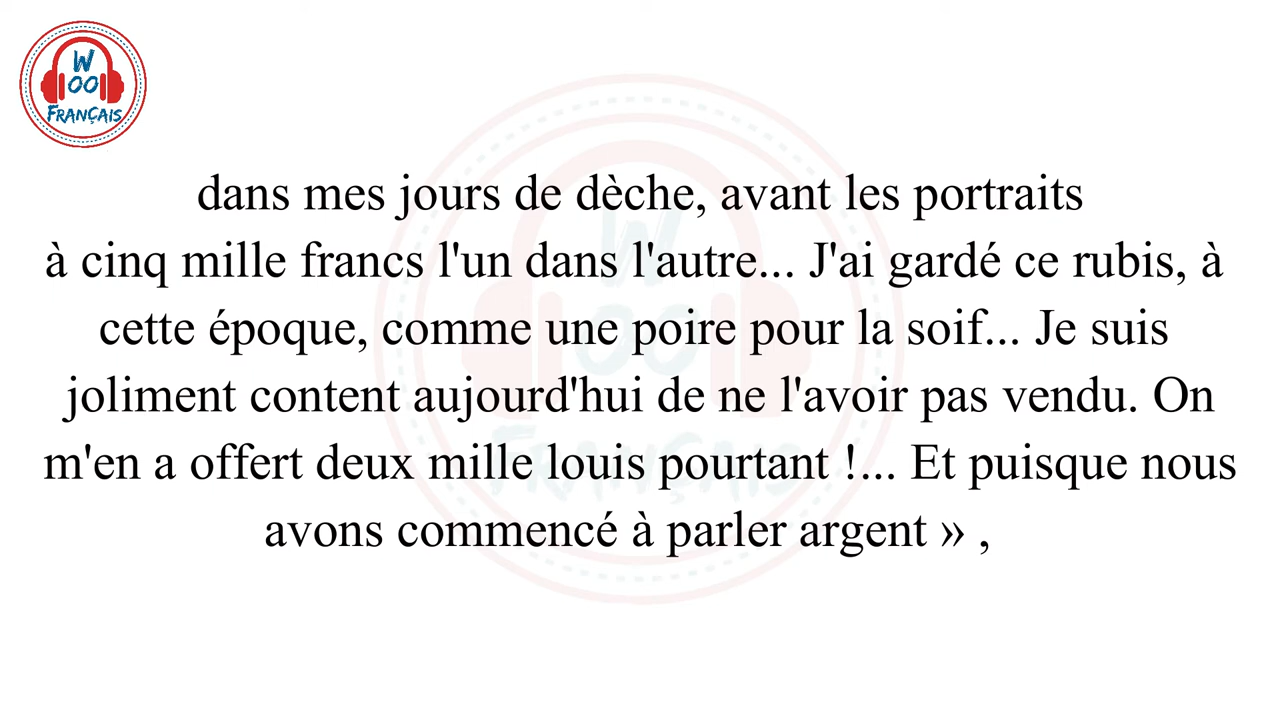 W
OO
FRANÇAIS
dans mes jours de dèche, avant les portraits
à cinq mille francs l'un dans l'autre... J'ai gardé ce rubis, à
cette époque, comme une poire pour la soif... Je suis
joliment content aujourd'hui de ne l'avoir pas vendu. On
m'en a offert deux mille louis pourtant !... Et puisque nous
avons commencé à parler argent » ,